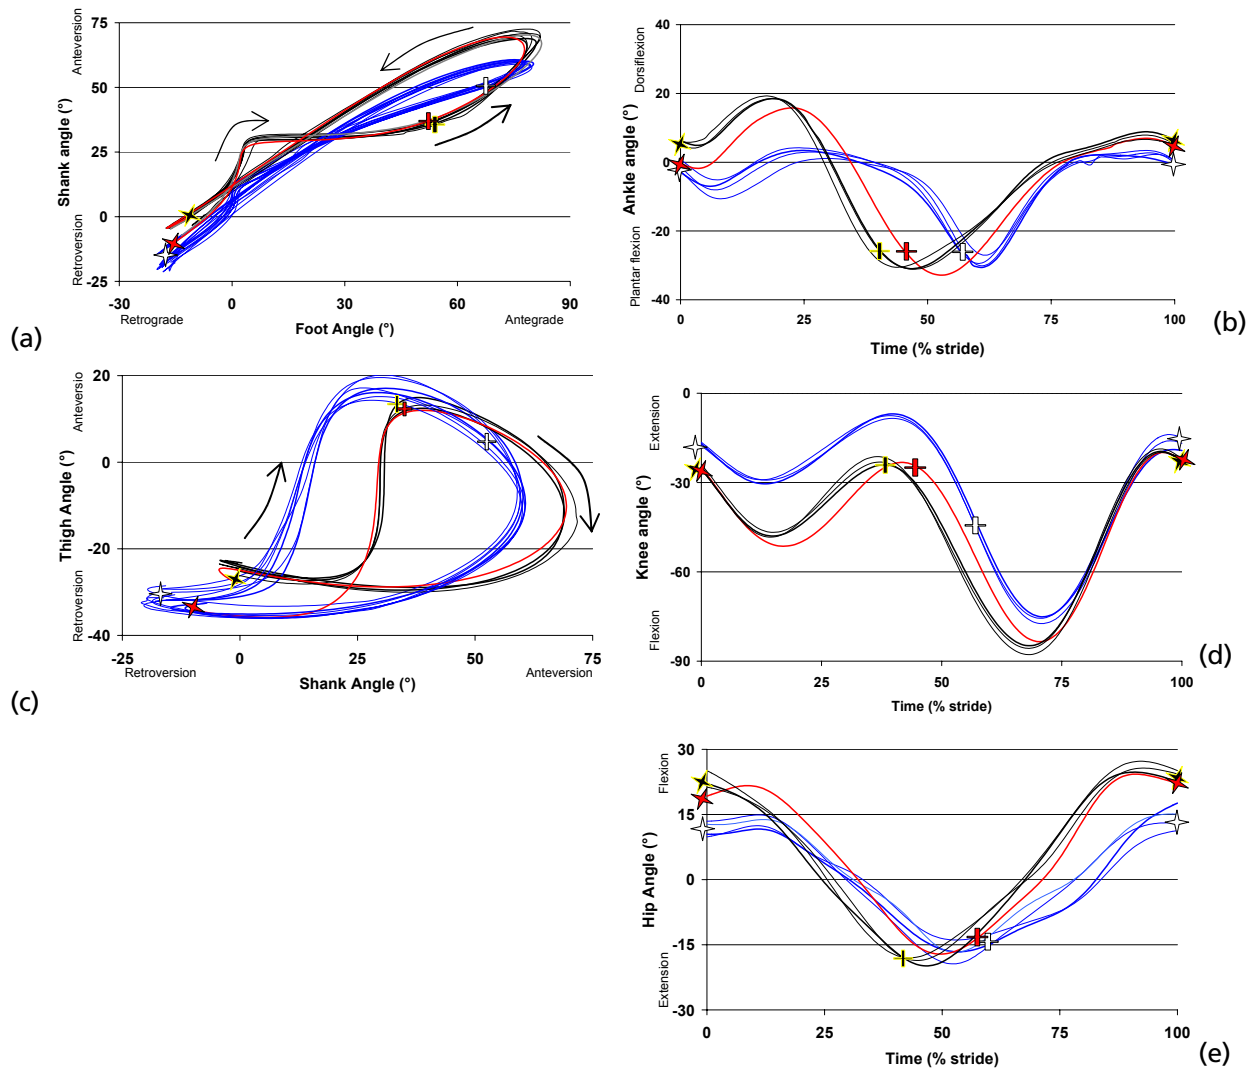 75
50
25
0
-25
Shank angle (°)
Anteversion
Retroversion
-30
0
30
60
90
Retrograde
Foot Angle (°)
Antegrade
(a)
40
20
0
-20
-40
Ankle angle (°)
Dorsiflexion
Plantar flexion
0
25
50
75
100
Time (% stride)
(b)
20
0
-20
-40
Thigh Angle (°)
Anteversio
Retroversion
-25
0
25
50
75
Retroversion
Shank Angle (°)
Anteversion
(c)
0
-30
-60
-90
Knee angle (°)
Extension
Flexion
0
25
50
75
100
Time (% stride)
(d)
30
15
0
-15
-30
Hip Angle (°)
Flexion
Extension
0
25
50
75
100
Time (% stride)
(e)